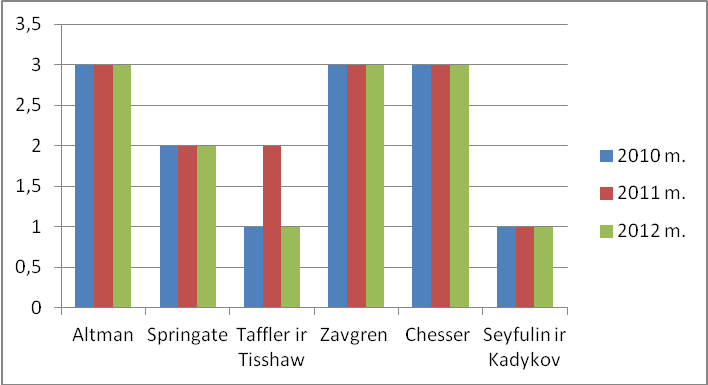 3,5
3
2,5
2
1,5
1
0,5
0
Altman
Springate
Taffler ir
Tisshaw
Zavgren
Chesser
Seyfulin ir
Kadykov
2010 m.
2011 m.
2012 m.